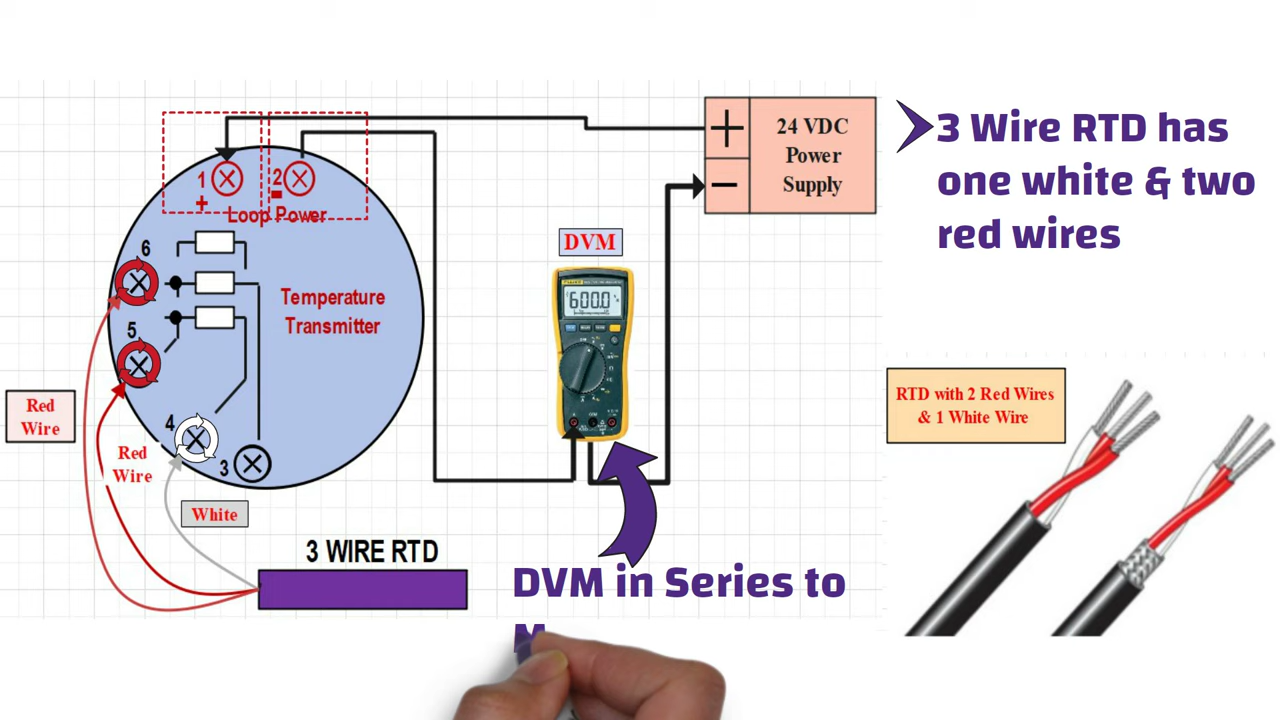 3 Wire RTD has
one white & two
red wires
24 VDC
Power
Supply
+
−
1
+
2
-
Loop Power
6
5
4
3
Temperature
Transmitter
DVM
600.0
Red
Wire
Red
Wire
White
3 WIRE RTD
RTD with 2 Red Wires
& 1 White Wire
DVM in Series to
M